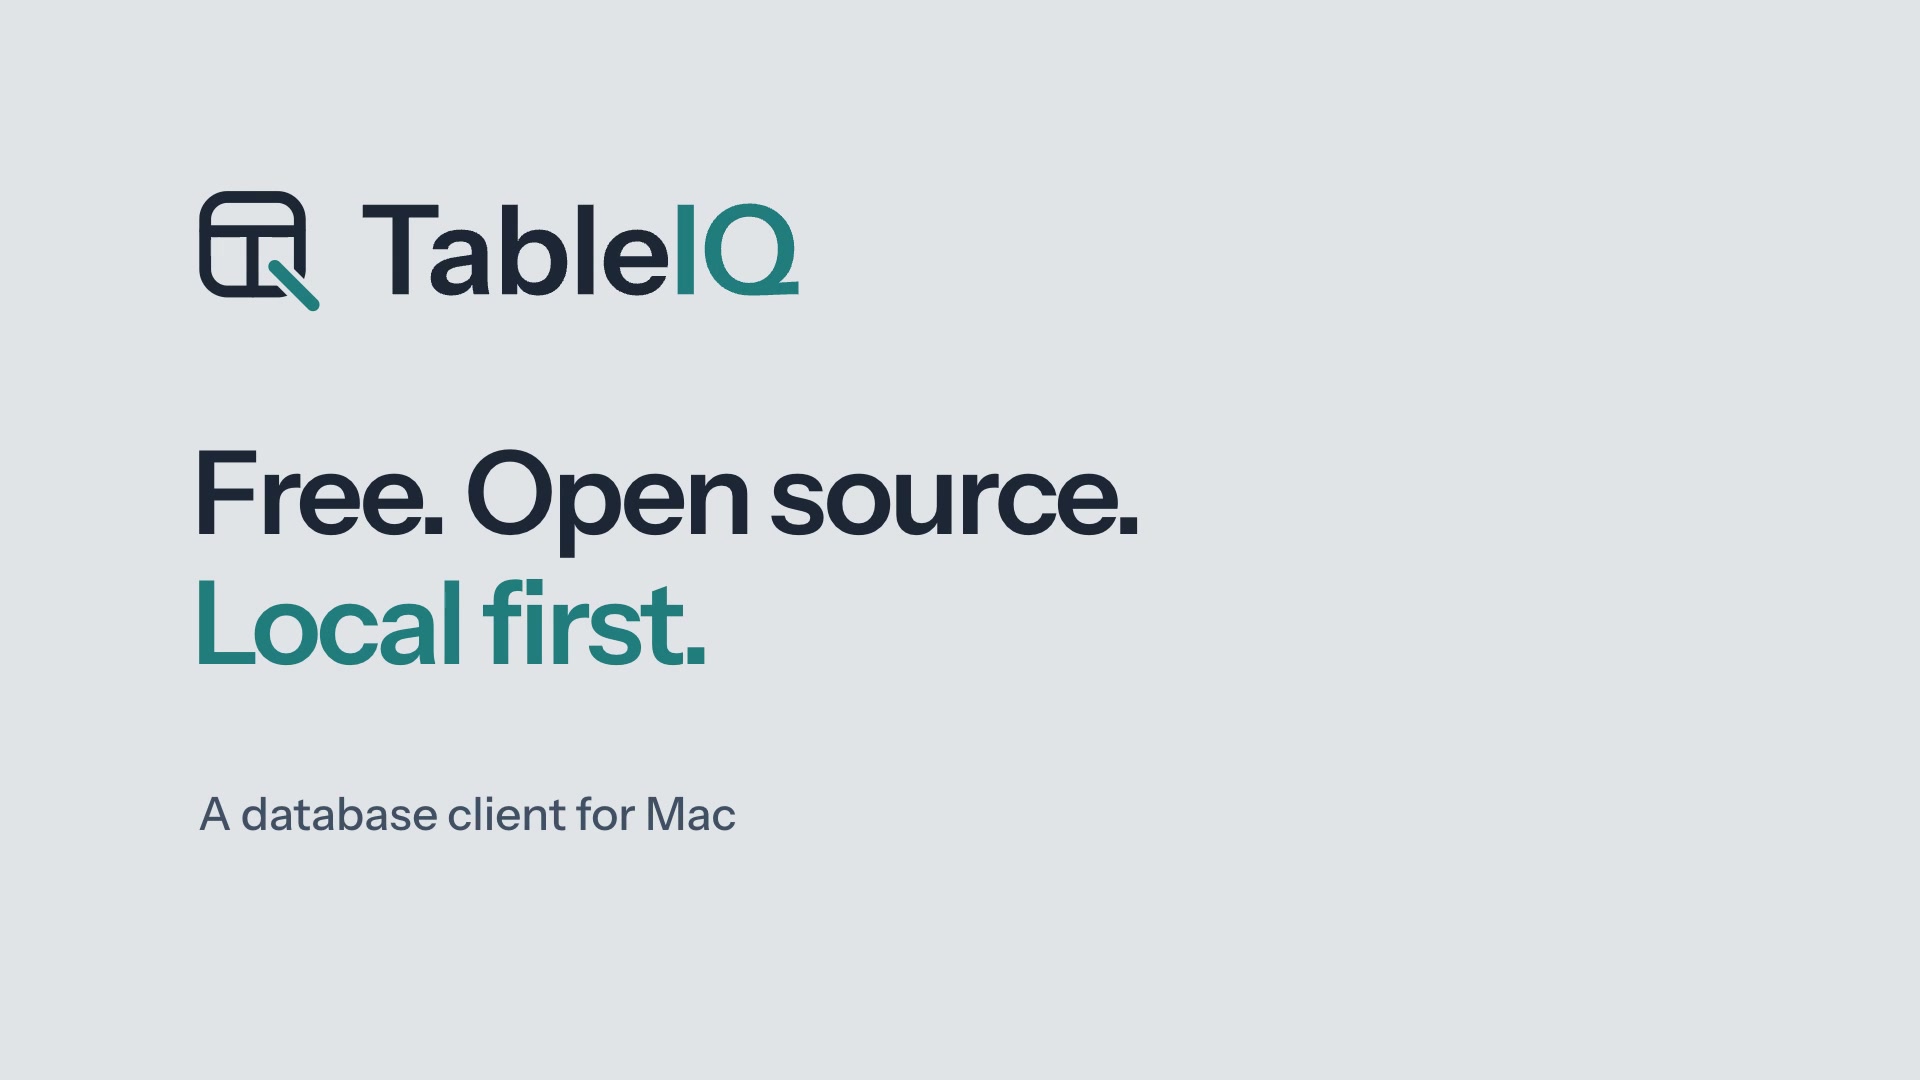 TableIQ
Free. Open source.
Local first.
A database client for Mac